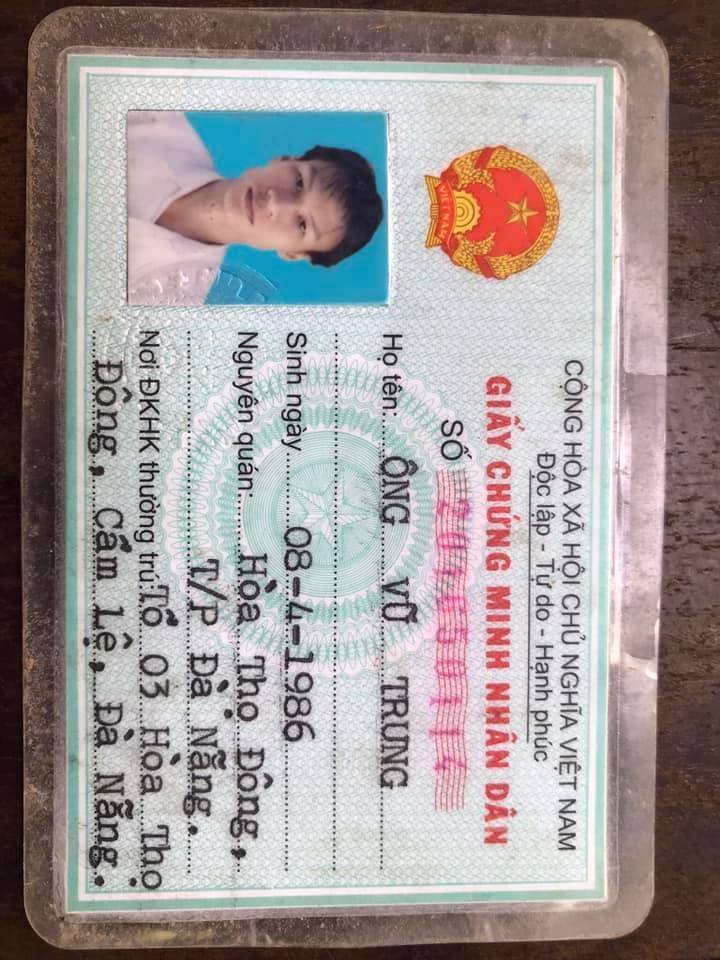 CỘNG HÒA XÃ HỘI CHỦ NGHĨA VIỆT NAM
Độc lập - Tự do - Hạnh phúc
GIẤY CHỨNG MINH NHÂN DÂN
SỐ
VIỆT NAM
Họ tên: ÔNG VŨ TRUNG
Sinh ngày 08-4-1986
Nguyên quán: Hòa Thọ Đông,
T/P Đà Nẵng.
Nơi ĐKHK thường trú: Tổ 03 Hòa Thọ
Đông, Cẩm Lệ, Đà Nẵng.